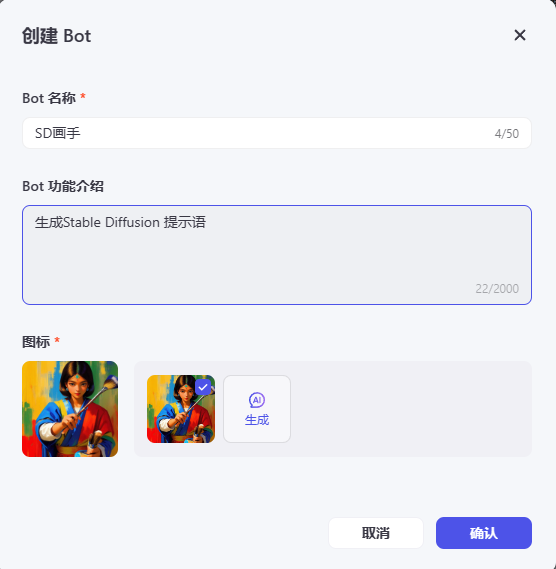 创建 Bot
Bot 名称 *
SD画手
4/50
Bot 功能介绍
生成Stable Diffusion 提示语
22/2000
图标 *
AI
生成
取消
确认